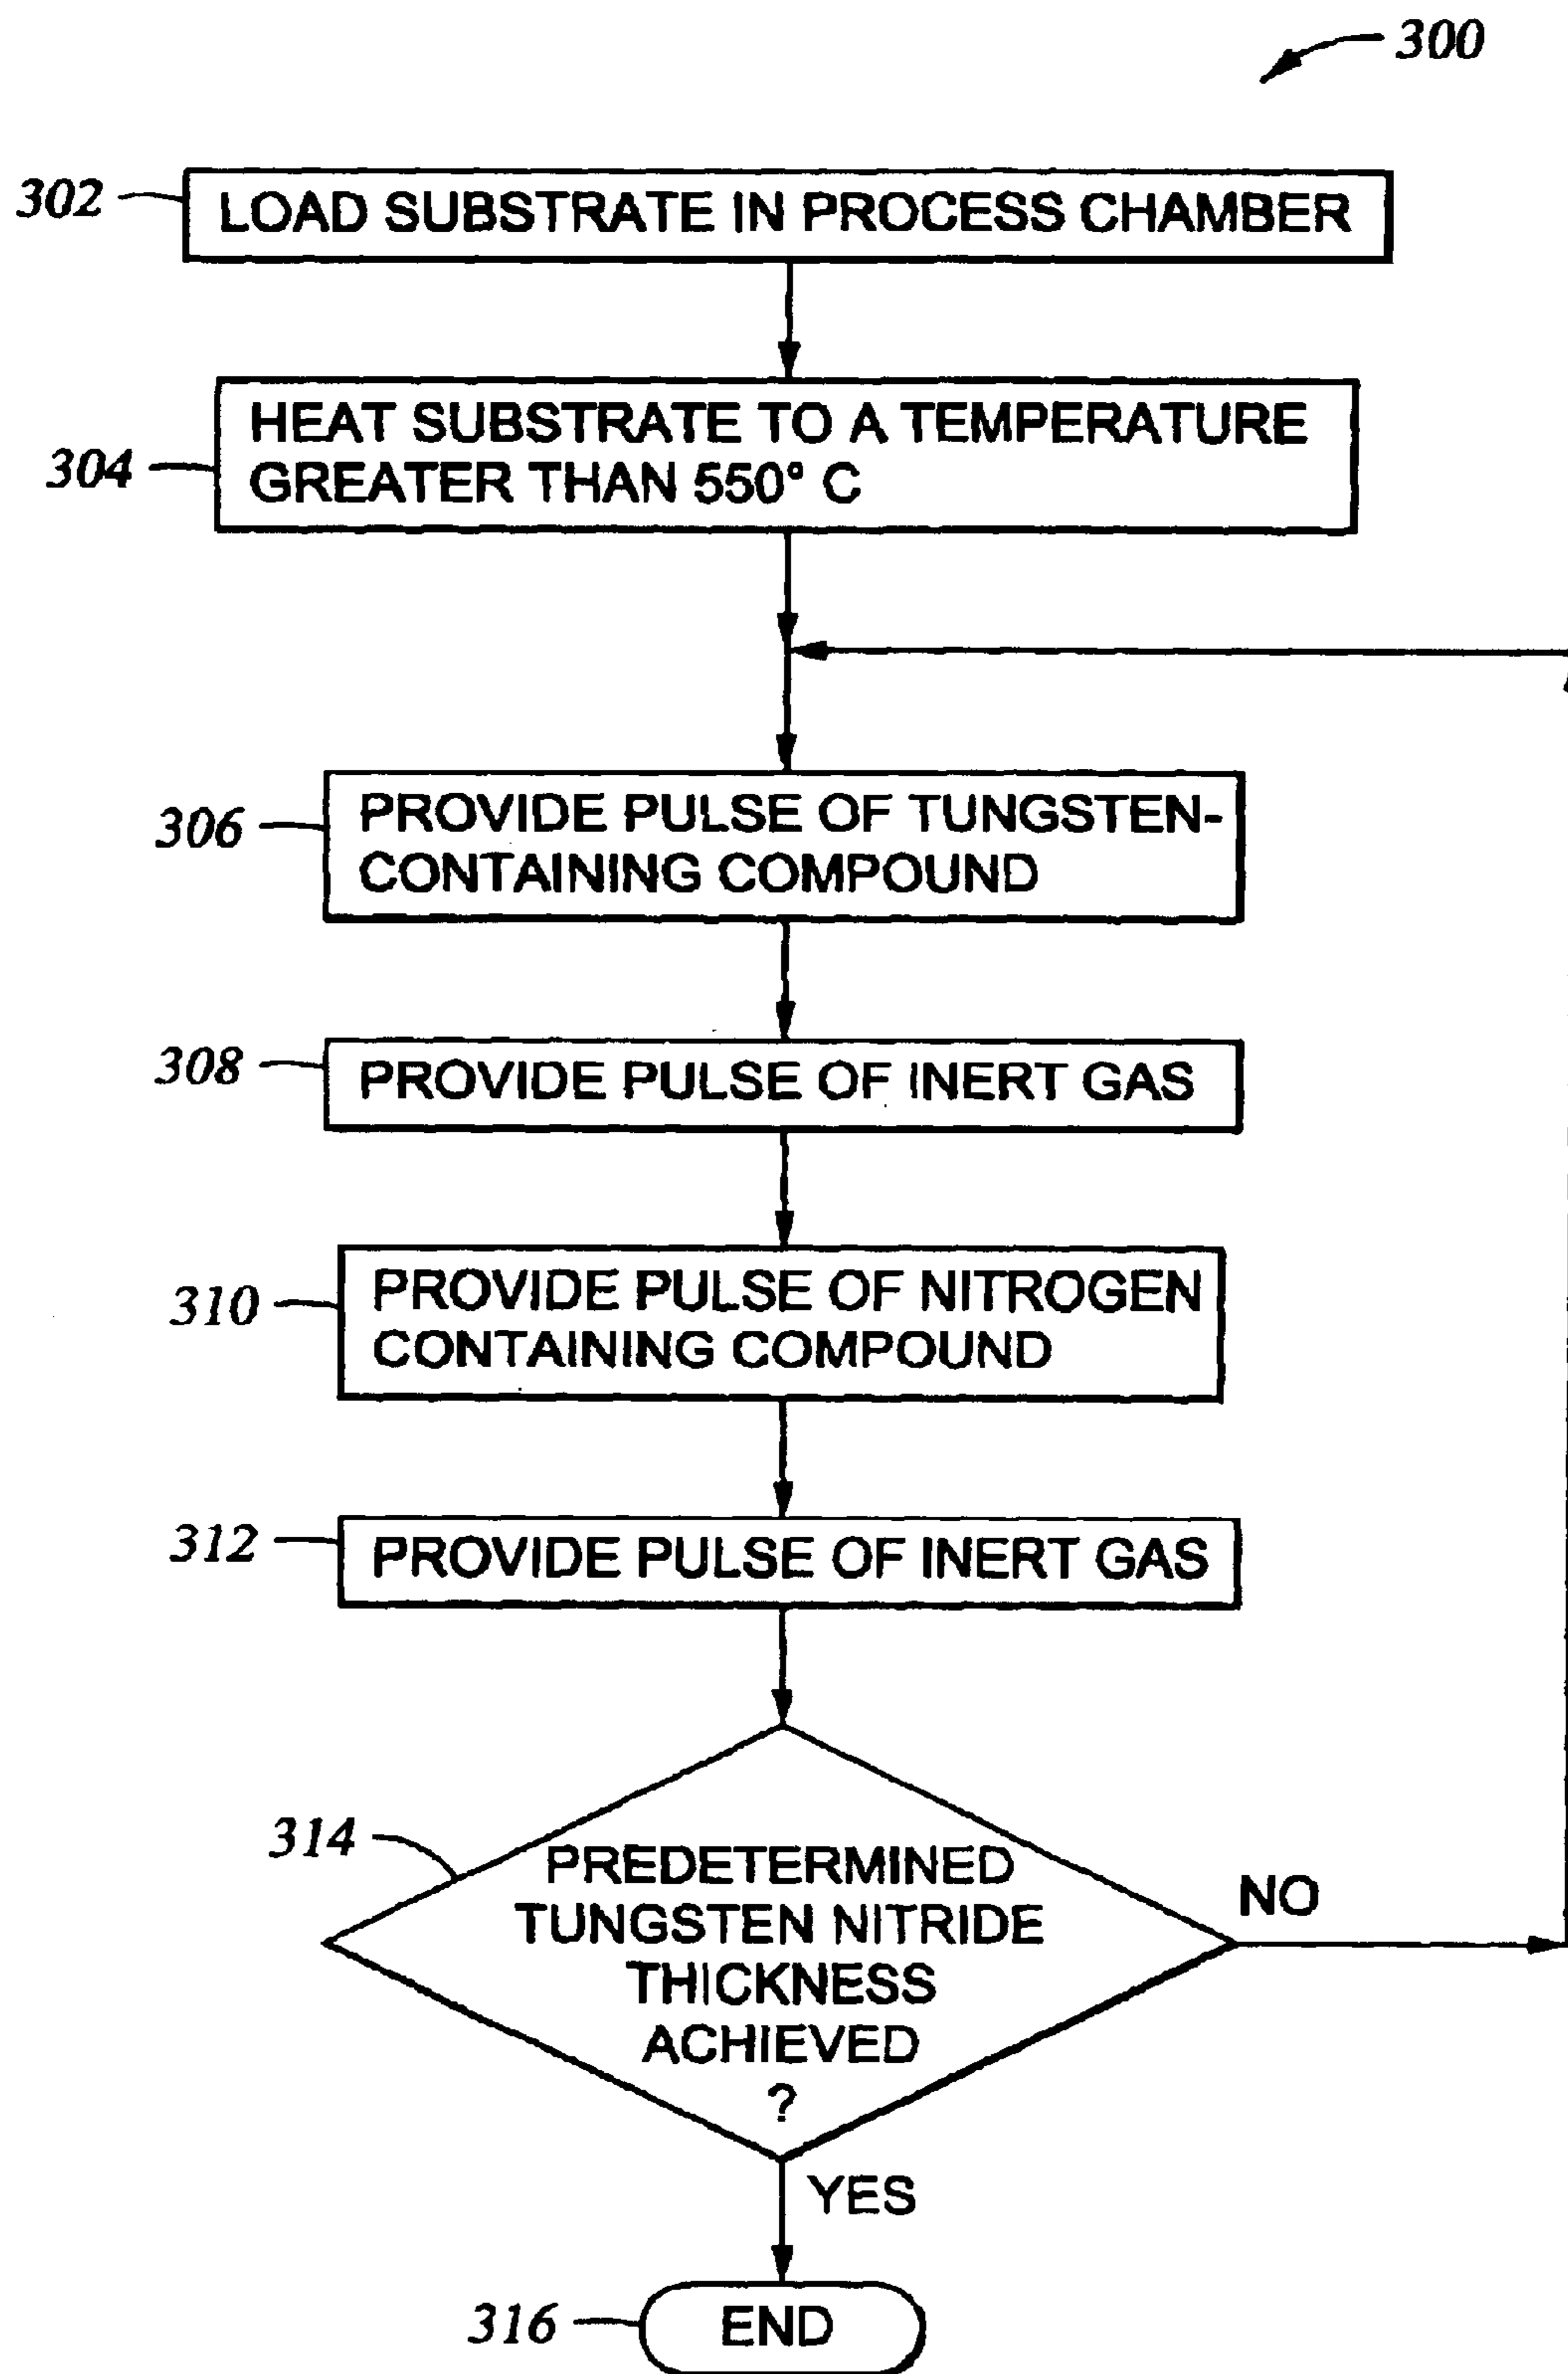 300
302
LOAD SUBSTRATE IN PROCESS CHAMBER
304
HEAT SUBSTRATE TO A TEMPERATURE
GREATER THAN 550° C
306
PROVIDE PULSE OF TUNGSTEN-
CONTAINING COMPOUND
308
PROVIDE PULSE OF INERT GAS
310
PROVIDE PULSE OF NITROGEN
CONTAINING COMPOUND
312
PROVIDE PULSE OF INERT GAS
314
PREDETERMINED
TUNGSTEN NITRIDE
THICKNESS
ACHIEVED
?
NO
YES
316
END